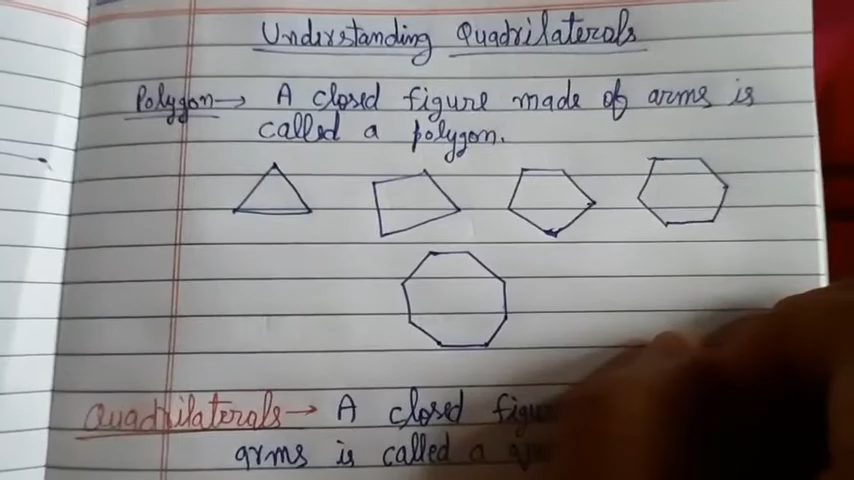 Understanding Quadrilaterals
Polygon→ A closed figure made of arms is
called a polygon.
Quadrilaterals→ A closed
arms is called a